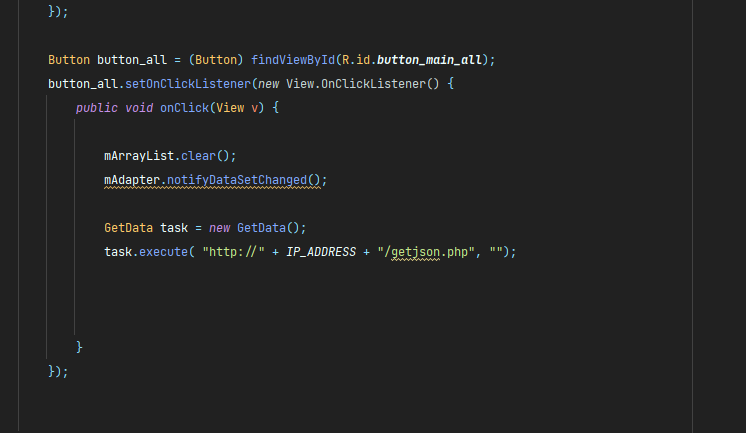 });
Button button_all = (Button) findViewById(R.id.button_main_all);
button_all.setOnClickListener(new View.OnClickListener() {
public void onClick(View v) {
mArrayList.clear();
mAdapter.notifyDataSetChanged();
GetData task = new GetData();
task.execute( "http://" + IP_ADDRESS + "/getjson.php", "");
}
});